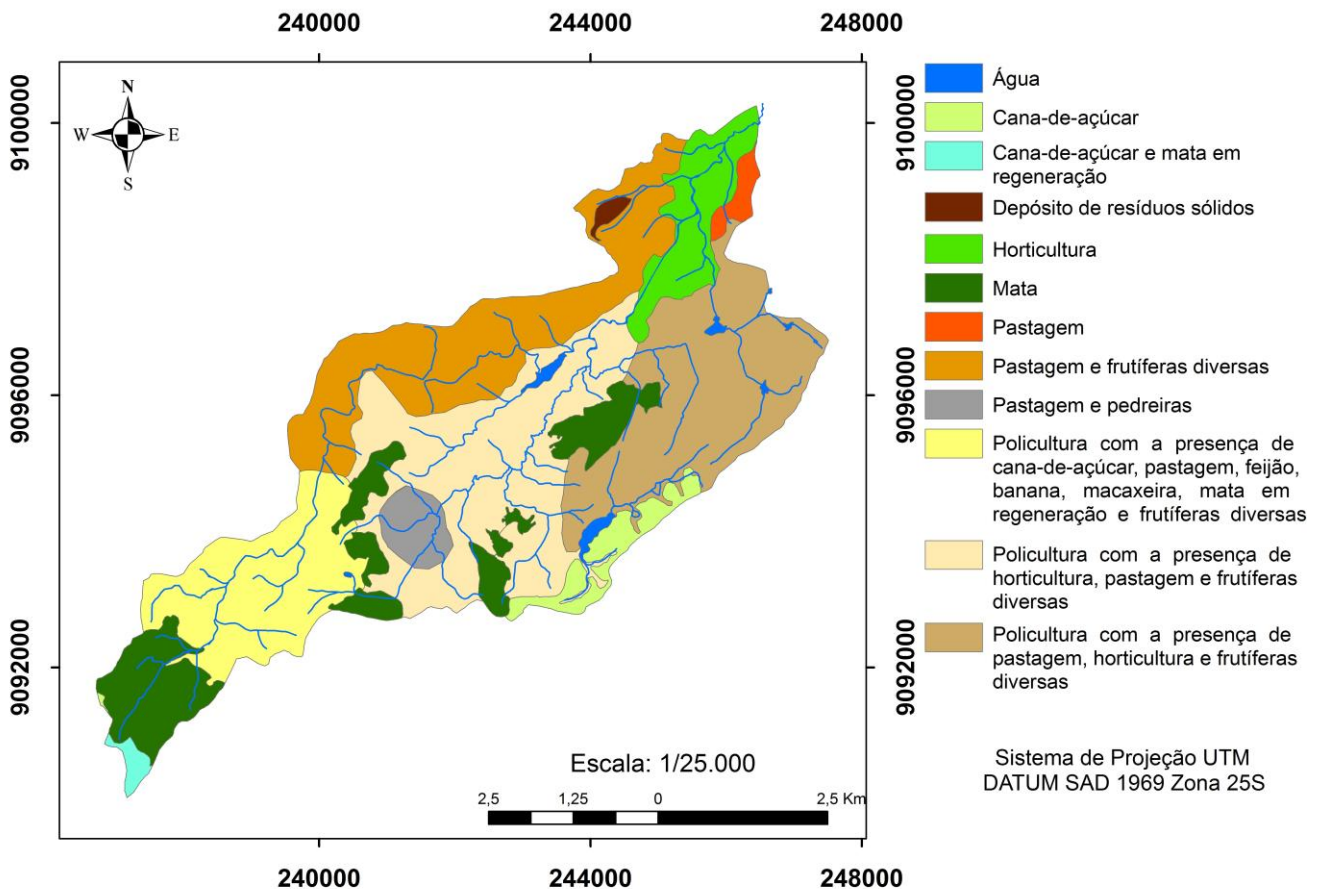 240000
244000
248000
9100000
9096000
9092000
N
W
E
S
9100000
9096000
9092000
Água
Cana-de-açúcar
Cana-de-açúcar e mata em
regeneração
Depósito de resíduos sólidos
Horticultura
Mata
Pastagem
Pastagem e frutíferas diversas
Pastagem e pedreiras
Policultura com a presença de
cana-de-açúcar, pastagem, feijão,
banana, macaxeira, mata em
regeneração e frutíferas diversas
Policultura com a presença de
horticultura, pastagem e frutíferas
diversas
Policultura com a presença de
pastagem, horticultura e frutíferas
diversas
Escala: 1/25.000
2,5 1,25 0 2,5 Km
Sistema de Projeção UTM
DATUM SAD 1969 Zona 25S
240000
244000
248000